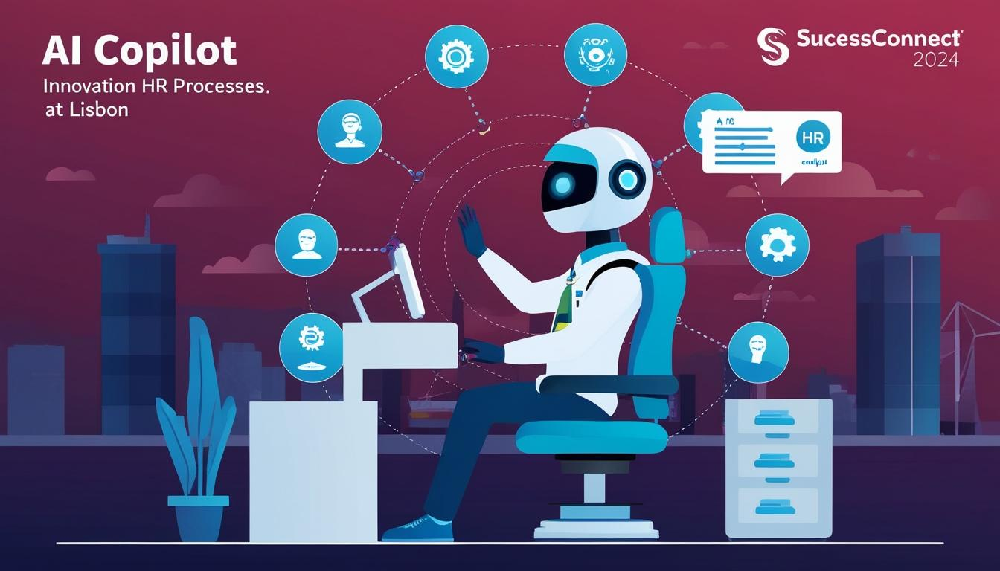 AI Copilot
Innovation HR Processes.
at Lisbon
SucessConnect
2024
HR